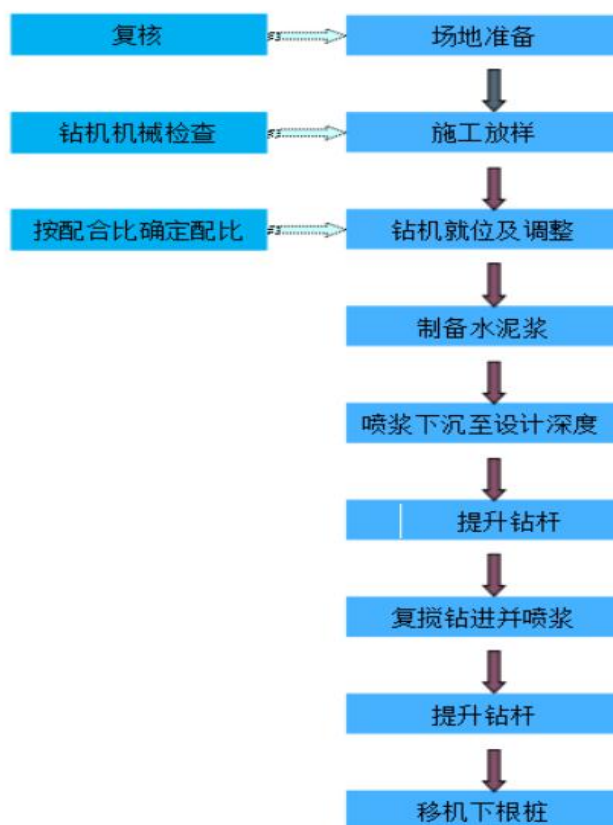 复核
场地准备
钻机机械检查
施工放样
按配合比确定配比
钻机就位及调整
制备水泥浆
喷浆下沉至设计深度
提升钻杆
复搅钻进并喷浆
提升钻杆
移机下根桩